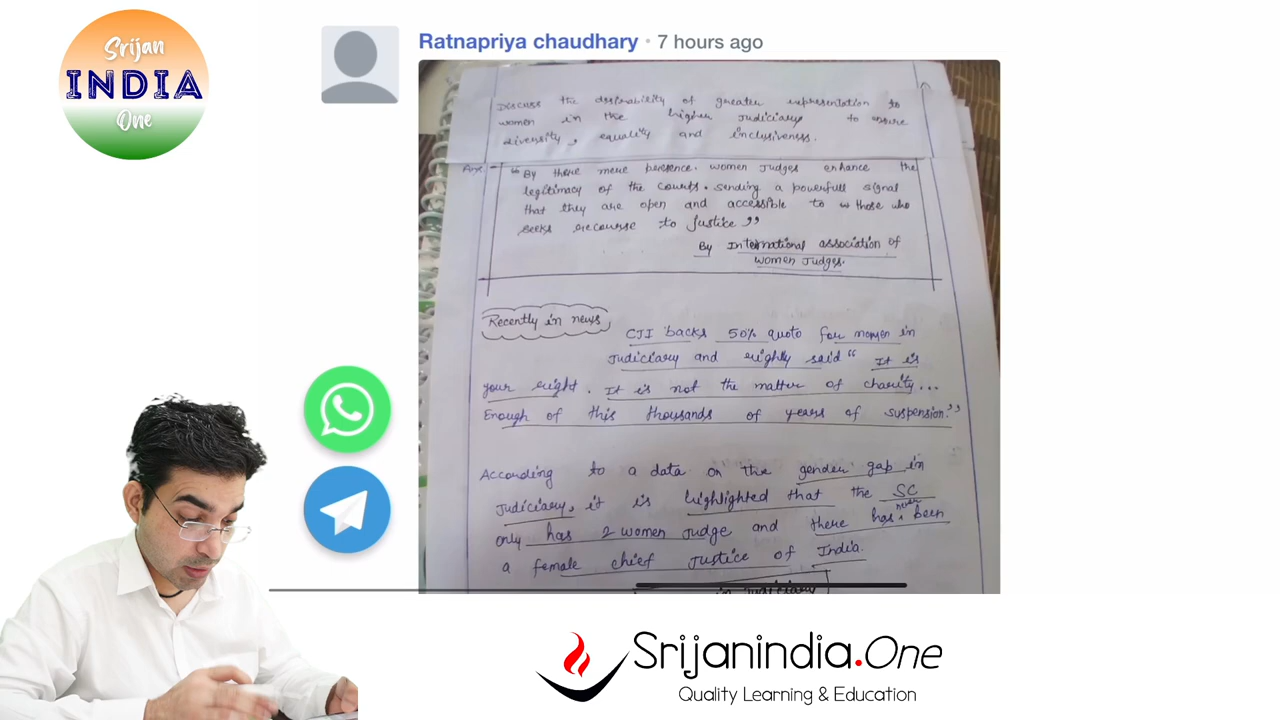 Srijan
INDIA
One
Ratnapriya chaudhary · 7 hours ago
Discuss the desirability of greater representation to
women in the higher Judiciary to ensure
diversity, equality and inclusiveness.
Ans -
"By there mere persence. women Judges enhance the
legitimacy of the courts. sending a powerfull signal
that they are open and accessible to those who
seeks recourse to justice"
By International association of
women Judges.
Recently in news
CJI backs 50% quoto for women in
Judiciary and rightly said "It is
your right. It is not the matter of charity...
Enough of this thousands of years of suspension."
According to a data on the gender gap in
Judiciary, it is highlighted that the SC
only has 2 women Judge and there has never been
a female chief Justice of India.
in Judiciary
Srijanindia.One
Quality Learning & Education